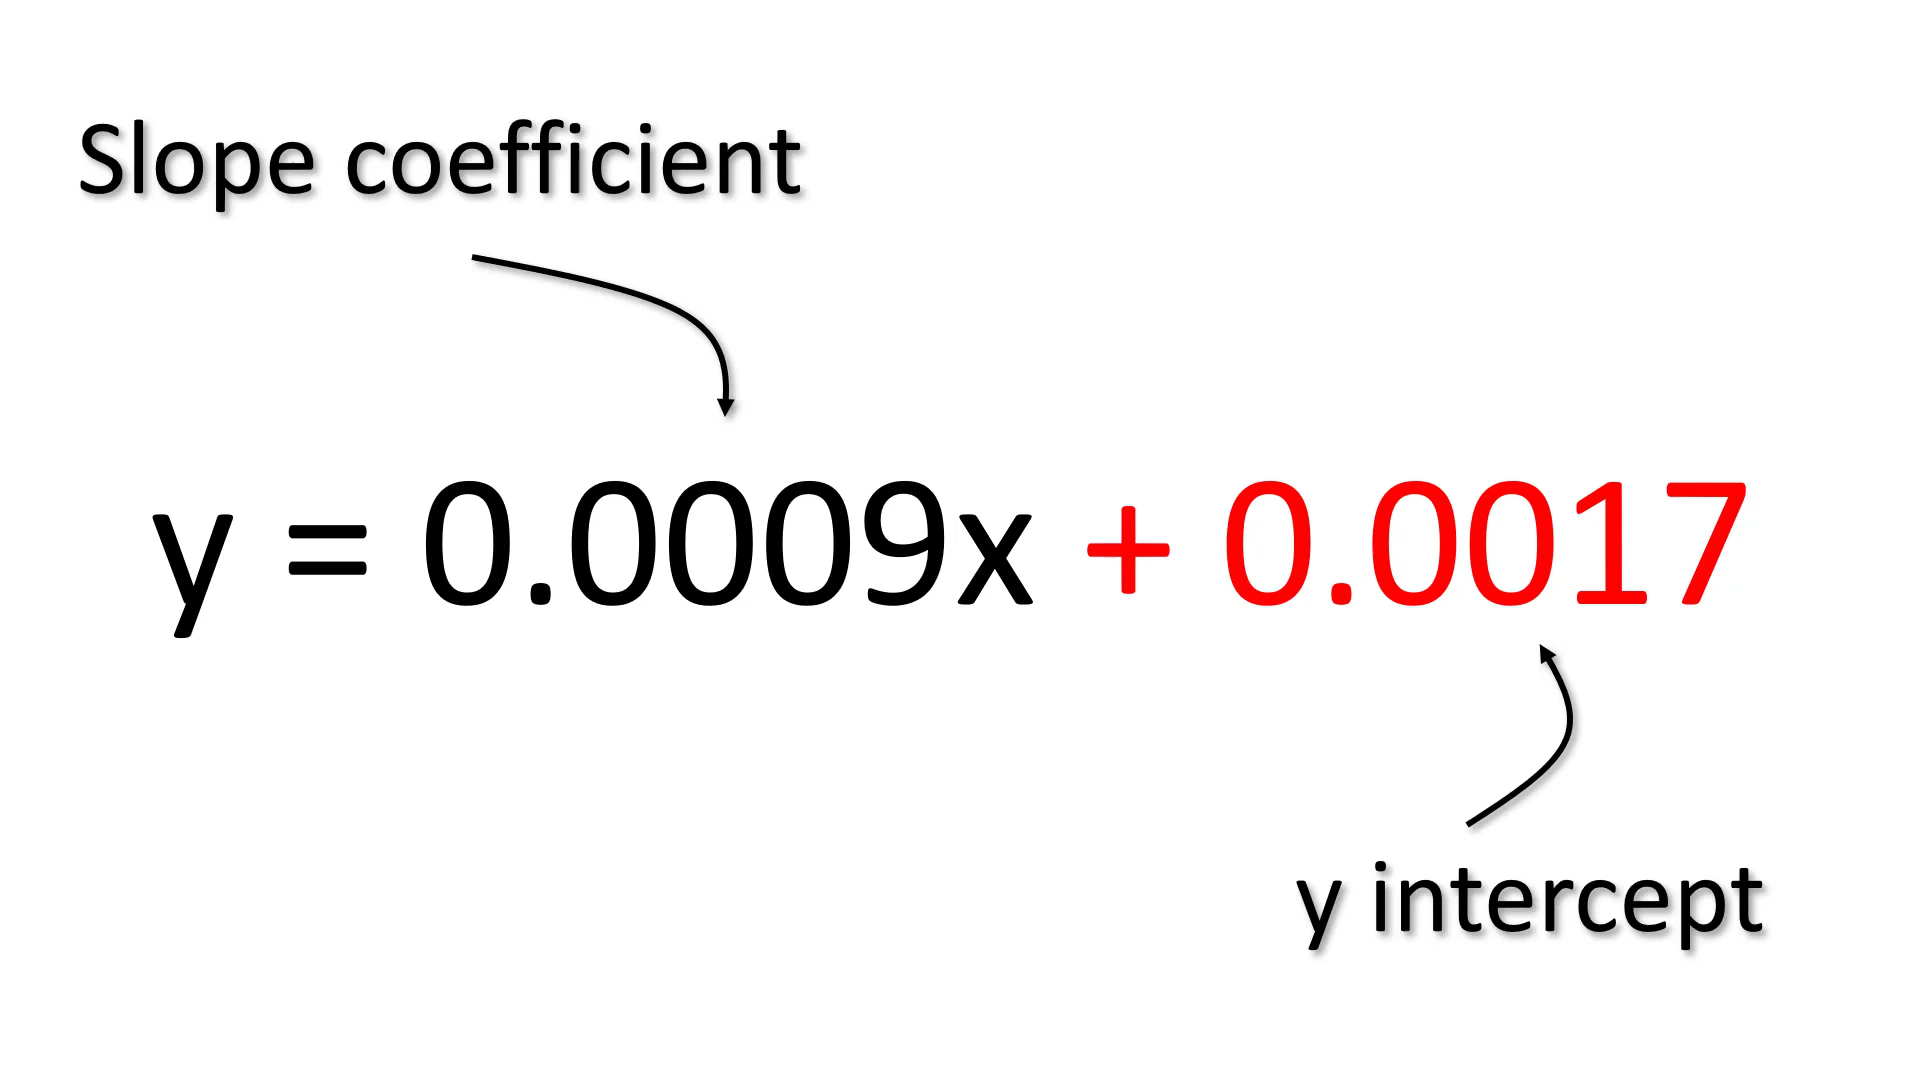 Slope coefficient
y = 0.0009x + 0.0017
y intercept